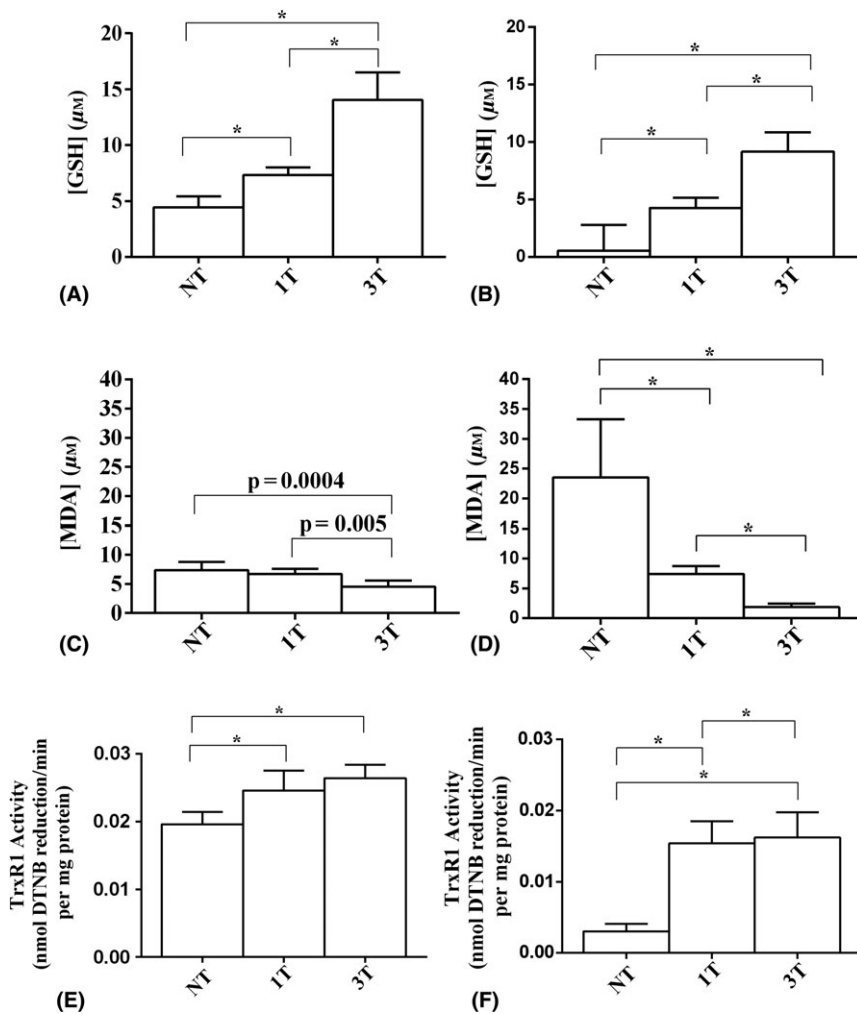 *
*
*
20
15
10
5
0
[GSH] (μM)
NT
1T
3T
(A)
*
*
*
20
15
10
5
0
[GSH] (μM)
NT
1T
3T
(B)
40
35
30
25
20
15
10
5
0
[MDA] (μM)
p = 0.0004
p = 0.005
NT
1T
3T
(C)
*
*
*
40
35
30
25
20
15
10
5
0
[MDA] (μM)
NT
1T
3T
(D)
*
*
0.03
0.02
0.01
0.00
TrxR1 Activity
(nmol DTNB reduction/min
per mg protein)
NT
1T
3T
(E)
*
*
*
0.03
0.02
0.01
0.00
TrxR1 Activity
(nmol DTNB reduction/min
per mg protein)
NT
1T
3T
(F)